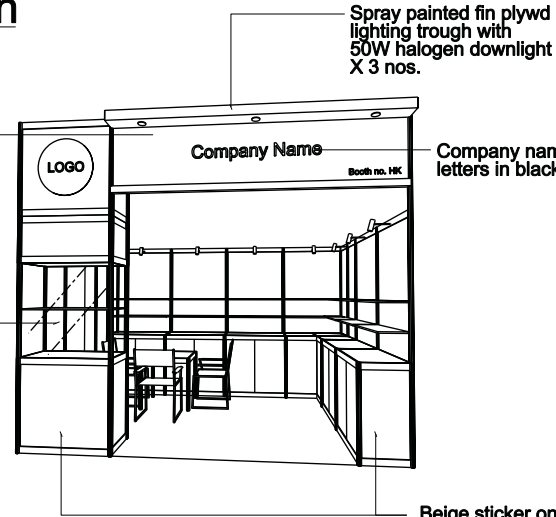 n
Spray painted fin plywd
lighting trough with
50W halogen downlight
X 3 nos.
LOGO
Company Name
Booth no. HK
Company nam
letters in black
Beige sticker on